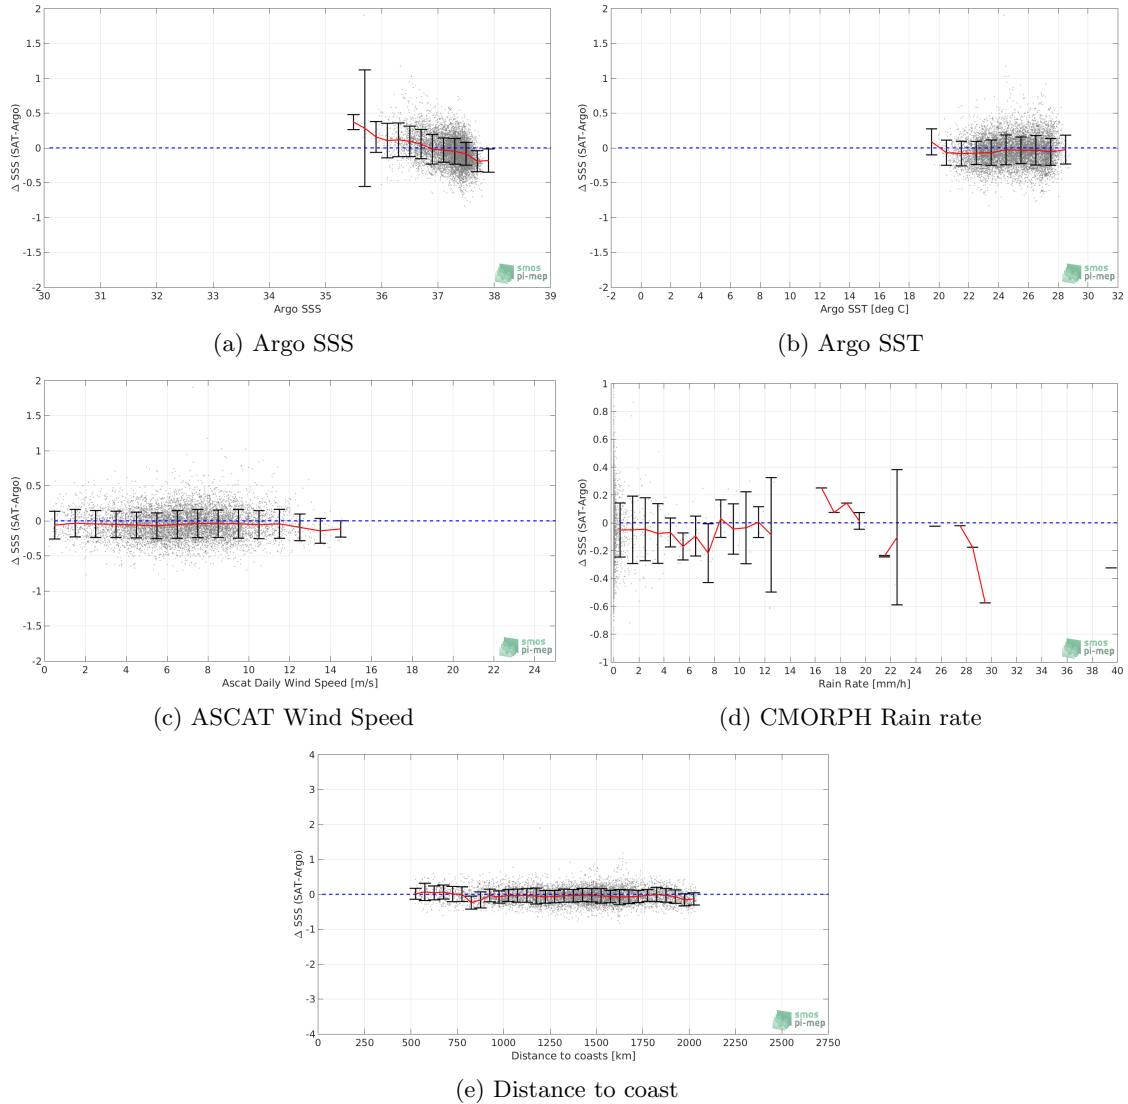 2
1.5
1
0.5
0
-0.5
-1
-1.5
-2
Δ SSS (SAT-Argo)
30 31 32 33 34 35 36 37 38 39
Argo SSS
smos
pi-mep
(a) Argo SSS
2
1.5
1
0.5
0
-0.5
-1
-1.5
-2
Δ SSS (SAT-Argo)
-2 0 2 4 6 8 10 12 14 16 18 20 22 24 26 28 30 32
Argo SST [deg C]
smos
pi-mep
(b) Argo SST
2
1.5
1
0.5
0
-0.5
-1
-1.5
-2
Δ SSS (SAT-Argo)
0 2 4 6 8 10 12 14 16 18 20 22 24
Ascat Daily Wind Speed [m/s]
smos
pi-mep
(c) ASCAT Wind Speed
1
0.8
0.6
0.4
0.2
0
-0.2
-0.4
-0.6
-0.8
-1
Δ SSS (SAT-Argo)
0 2 4 6 8 10 12 14 16 18 20 22 24 26 28 30 32 34 36 38 40
Rain Rate [mm/h]
smos
pi-mep
(d) CMORPH Rain rate
4
3
2
1
0
-1
-2
-3
-4
Δ SSS (SAT-Argo)
0 250 500 750 1000 1250 1500 1750 2000 2250 2500 2750
Distance to coasts [km]
smos
pi-mep
(e) Distance to coast